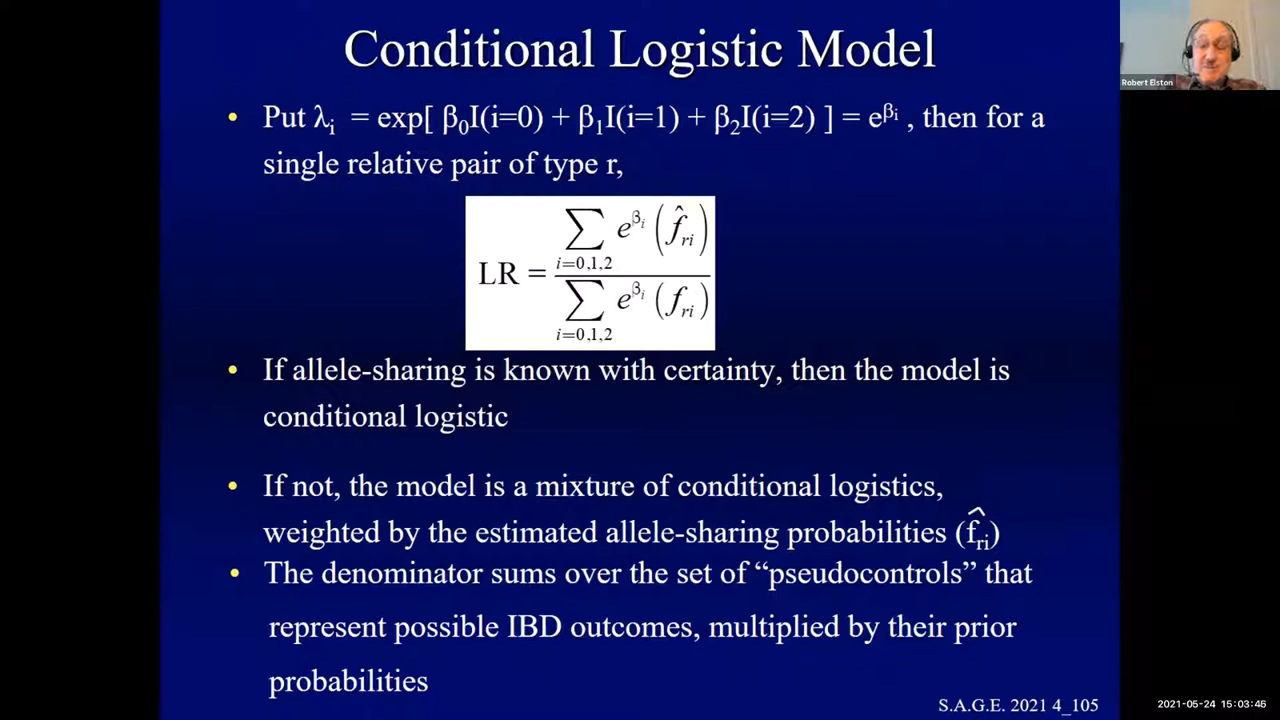 Conditional Logistic Model
Robert Elston
• Put λᵢ = exp[ β₀I(i=0) + β₁I(i=1) + β₂I(i=2) ] = e^βᵢ , then for a
single relative pair of type r,
LR = ∑_{i=0,1,2} e^{βᵢ} (f̂_{ri}) / ∑_{i=0,1,2} e^{βᵢ} (f_{ri})
• If allele-sharing is known with certainty, then the model is
conditional logistic
• If not, the model is a mixture of conditional logistics,
weighted by the estimated allele-sharing probabilities (f̂_{ri})
• The denominator sums over the set of “pseudocontrols” that
represent possible IBD outcomes, multiplied by their prior
probabilities
S.A.G.E. 2021 4_105
2021-05-24 15:03:46